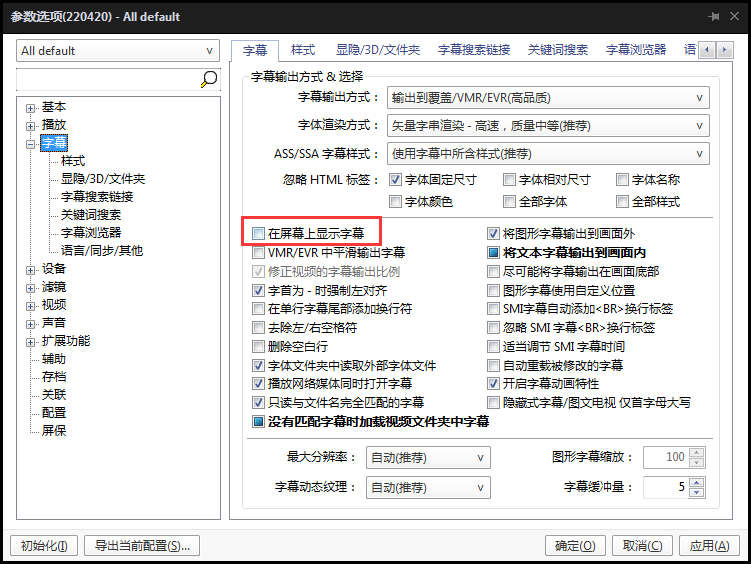 参数选项(220420) - All default
All default
基本
播放
字幕
样式
显隐/3D/文件夹
字幕搜索链接
关键词搜索
字幕浏览器
语言/同步/其他
设备
滤镜
视频
声音
扩展功能
辅助
存档
关联
配置
屏保
字幕 样式 显隐/3D/文件夹 字幕搜索链接 关键词搜索 字幕浏览器 语
字幕输出方式 & 选择
字幕输出方式： 输出到覆盖/VMR/EVR(高品质)
字体渲染方式： 矢量字串渲染 - 高速，质量中等(推荐)
ASS/SSA 字幕样式： 使用字幕中所含样式(推荐)
忽略 HTML 标签： 字体固定尺寸 字体相对尺寸 字体名称
字体颜色 全部字体 全部样式
在屏幕上显示字幕 将图形字幕输出到画面外
VMR/EVR 中平滑输出字幕 将文本字幕输出到画面内
修正视频的字幕输出比例 尽可能将字幕输出在画面底部
字首为 - 时强制左对齐 图形字幕使用自定义位置
在单行字幕尾部添加换行符 SMI字幕自动添加<BR>换行标签
去除左/右空格符 忽略 SMI 字幕<BR>换行标签
删除空白行 适当调节 SMI 字幕时间
字体文件夹中读取外部字体文件 自动重载被修改的字幕
播放网络媒体同时打开字幕 开启字幕动画特性
只读与文件名完全匹配的字幕 隐藏式字幕/图文电视 仅首字母大写
没有匹配字幕时加载视频文件夹中字幕
最大分辨率： 自动(推荐) 图形字幕缩放： 100
字幕动态纹理： 自动(推荐) 字幕缓冲量： 5
初始化(I) 导出当前配置(S)... 确定(O) 取消(C) 应用(A)